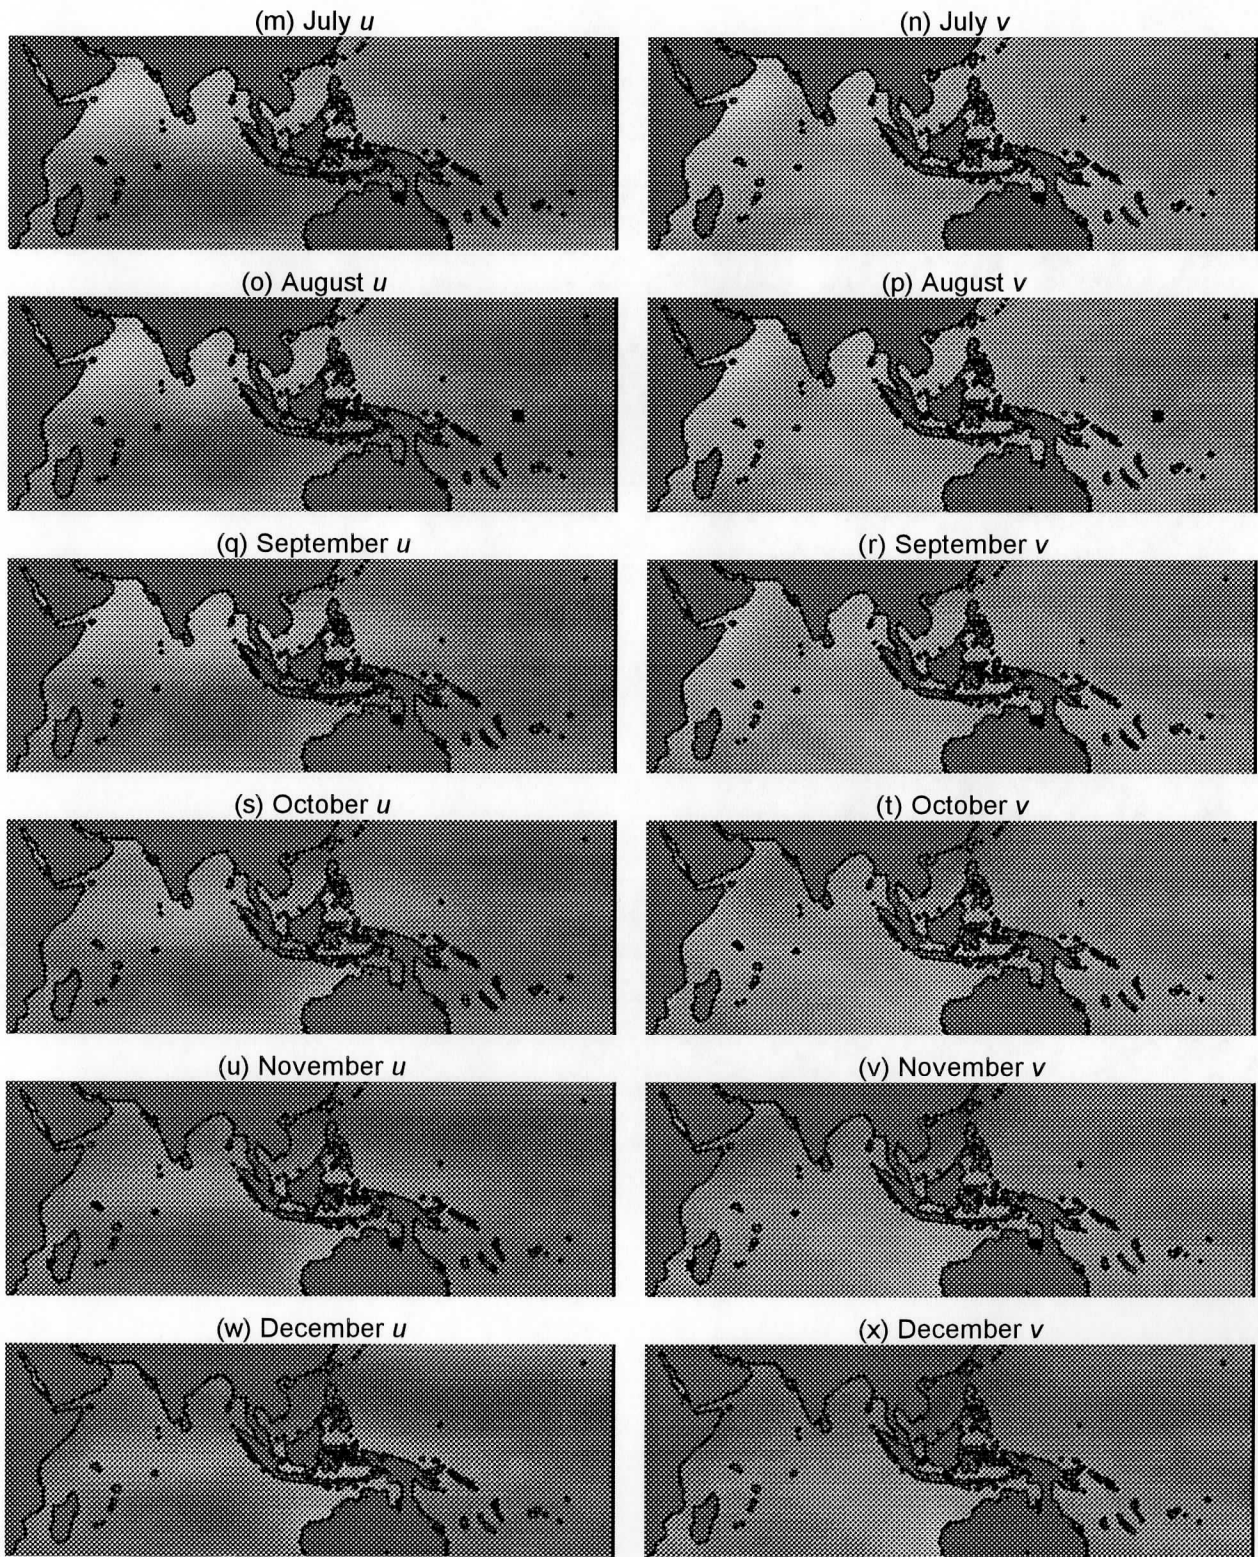 (m) July u
(n) July v
(o) August u
(p) August v
(q) September u
(r) September v
(s) October u
(t) October v
(u) November u
(v) November v
(w) December u
(x) December v